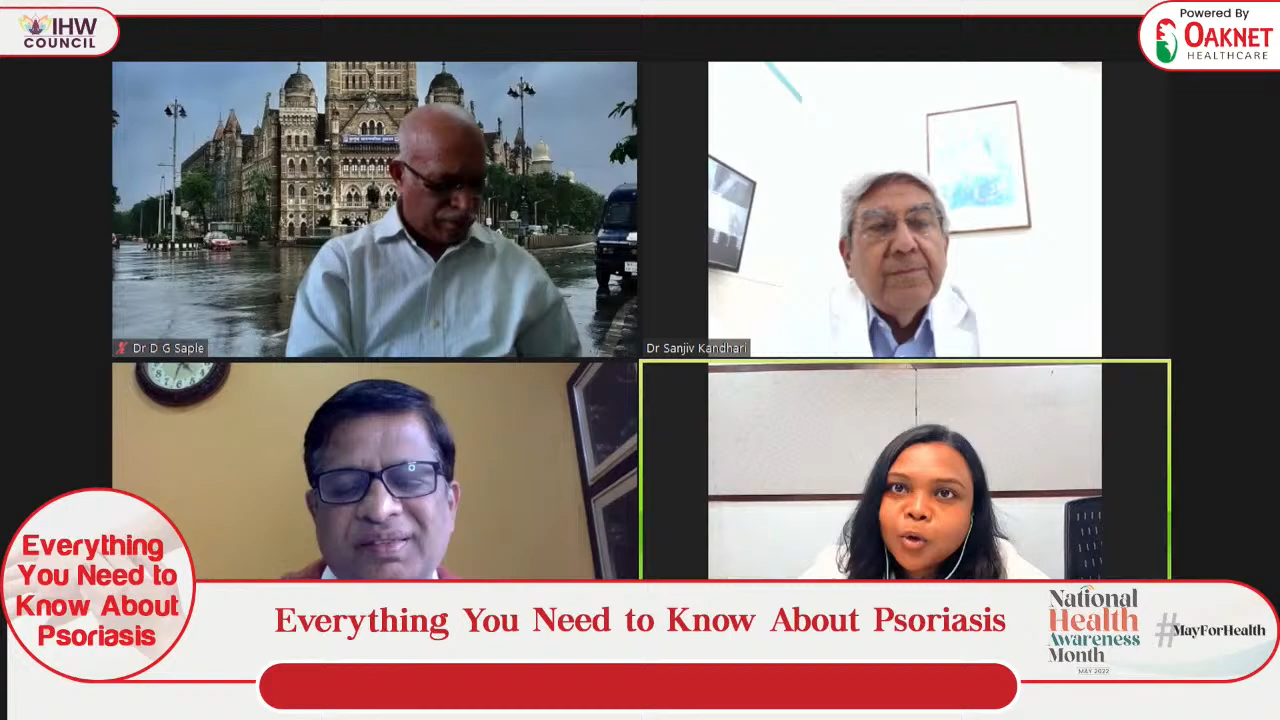 IHW
COUNCIL
Powered By
OAKNET
HEALTHCARE
Dr D G Saple
Dr Sanjiv Kandhari
Everything
You Need to
Know About
Psoriasis
Everything You Need to Know About Psoriasis
National
Health
Awareness
Month
MAY 2022
#MayForHealth